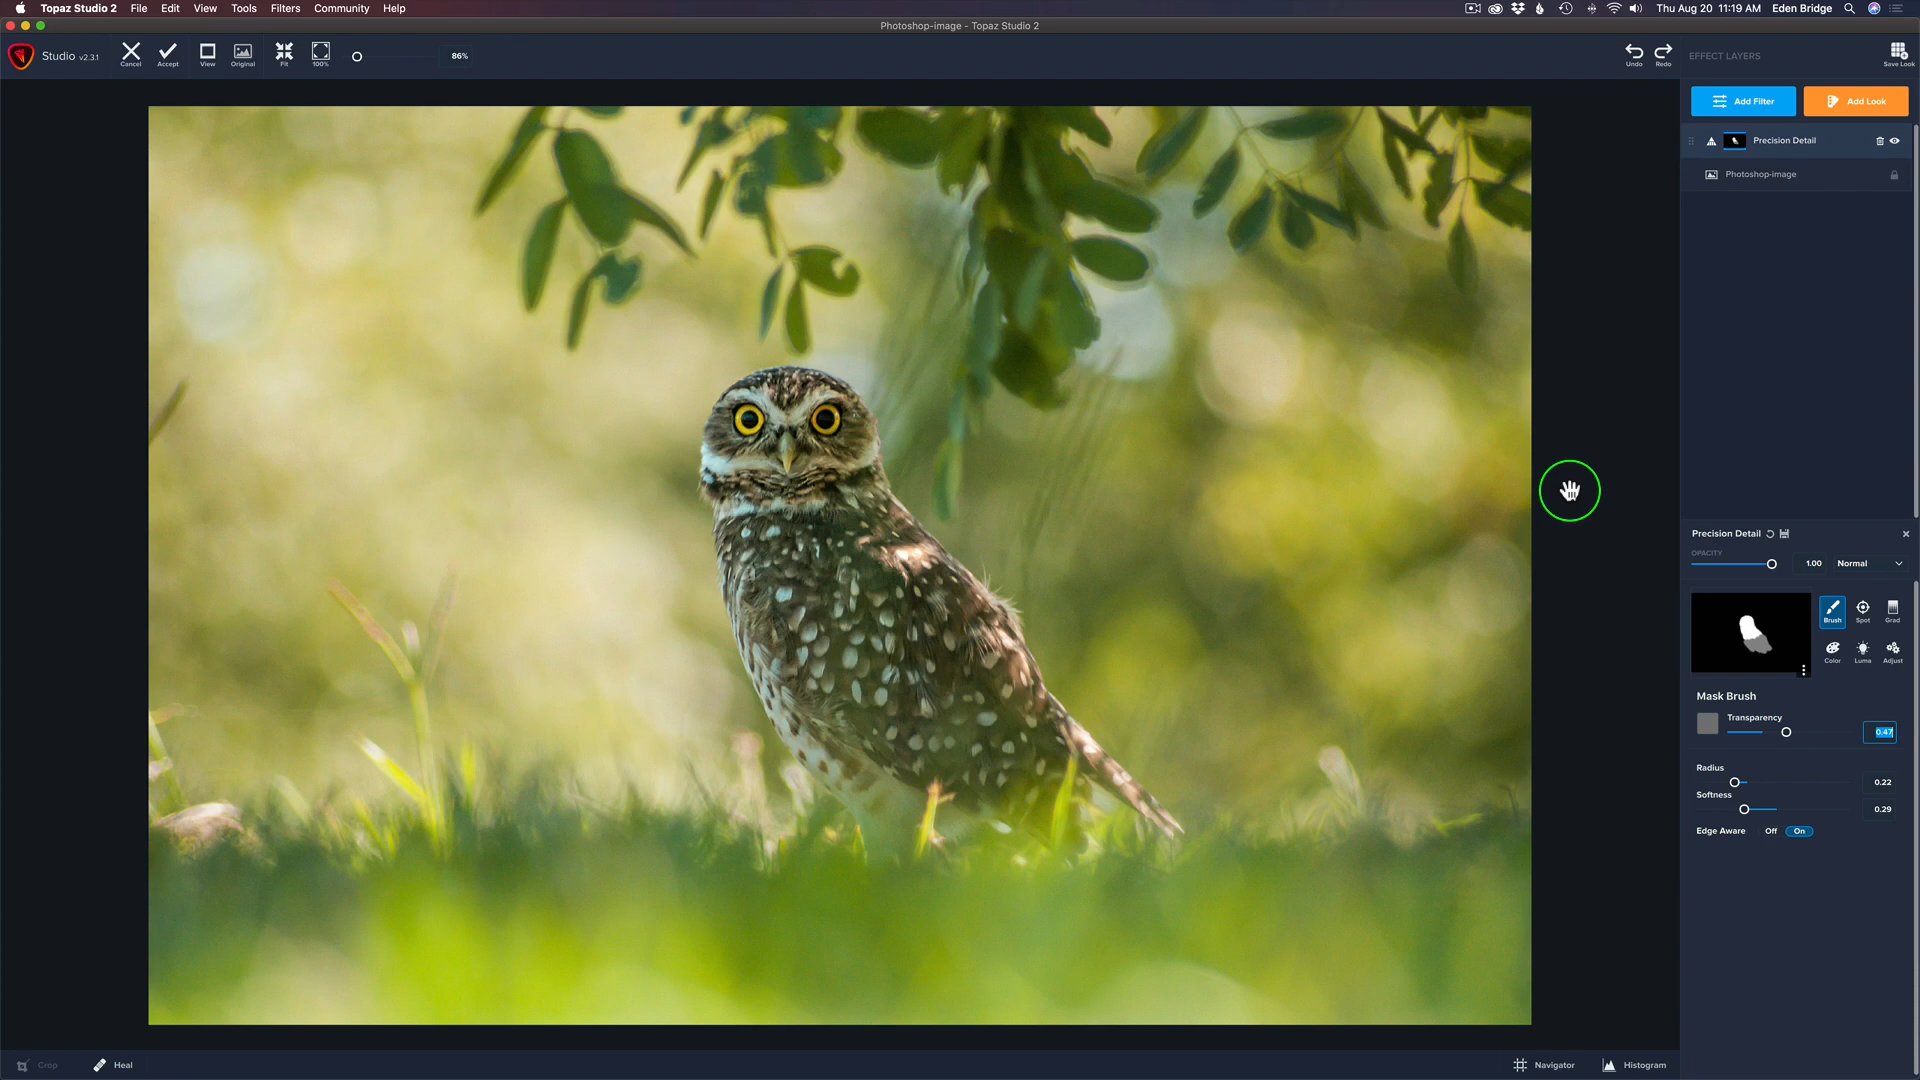 Topaz Studio 2 File Edit View Tools Filters Community Help
Thu Aug 20 11:19 AM Eden Bridge
Photoshop-image - Topaz Studio 2
Studio v2.3.1
Cancel
Accept
View
Original
Fit
100%
86%
Undo
Redo
EFFECT LAYERS
Save Look
Add Filter
Add Look
Precision Detail
Photoshop-image
Precision Detail
OPACITY
1.00
Normal
Brush
Spot
Grad
Color
Luma
Adjust
Mask Brush
Transparency
0.47
Radius
0.22
Softness
0.29
Edge Aware Off On
Crop
Heal
Navigator
Histogram